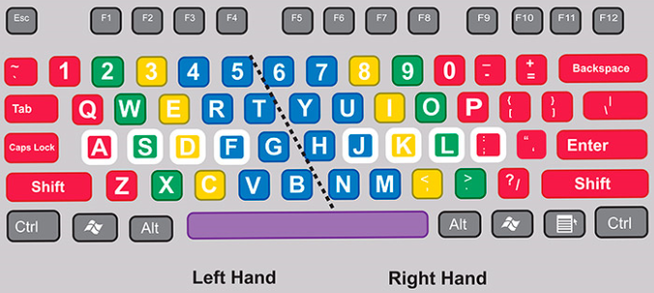 Esc F1 F2 F3 F4 F5 F6 F7 F8 F9 F10 F11 F12
~ ` 1 2 3 4 5 6 7 8 9 0 - - + = Backspace
Tab Q W E R T Y U I O P { [ } ] \ |
Caps Lock A S D F G H J K L : ; " , Enter
Shift Z X C V B N M < , > . ? / Shift
Ctrl Alt Alt Ctrl
Left Hand Right Hand